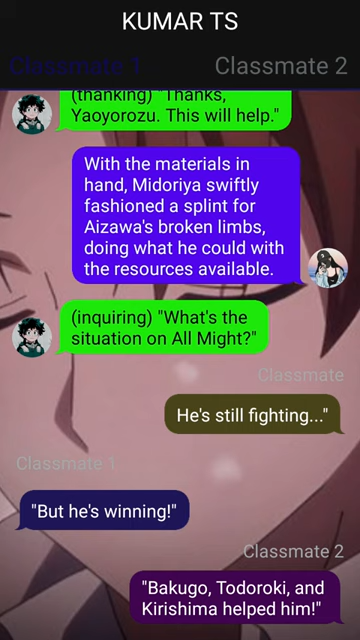 KUMAR TS
Classmate 1
Classmate 2
(thanking) "Thanks,
Yaoyorozu. This will help."
With the materials in
hand, Midoriya swiftly
fashioned a splint for
Aizawa's broken limbs,
doing what he could with
the resources available.
(inquiring) "What's the
situation on All Might?"
Classmate
He's still fighting..."
Classmate 1
"But he's winning!"
Classmate 2
"Bakugo, Todoroki, and
Kirishima helped him!"